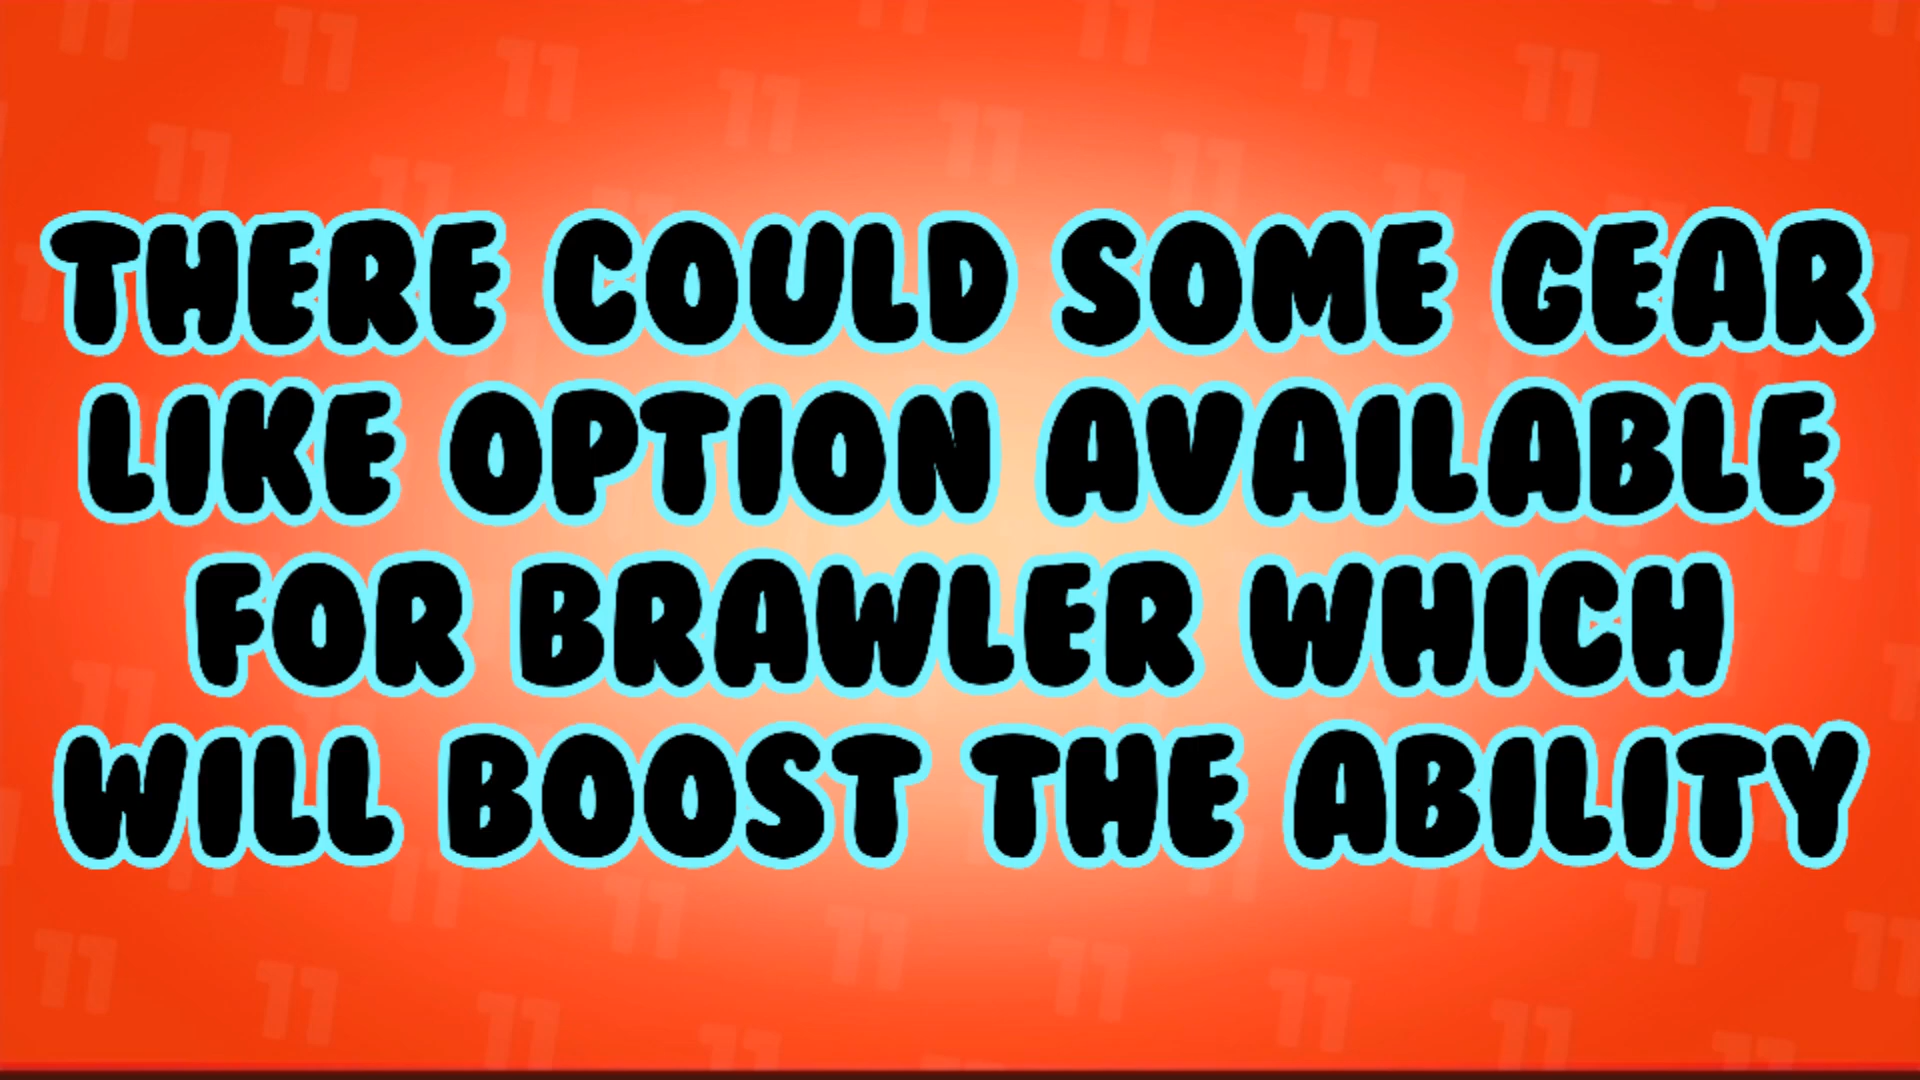 THERE COULD SOME GEAR
LIKE OPTION AVAILABLE
FOR BRAWLER WHICH
WILL BOOST THE ABILITY